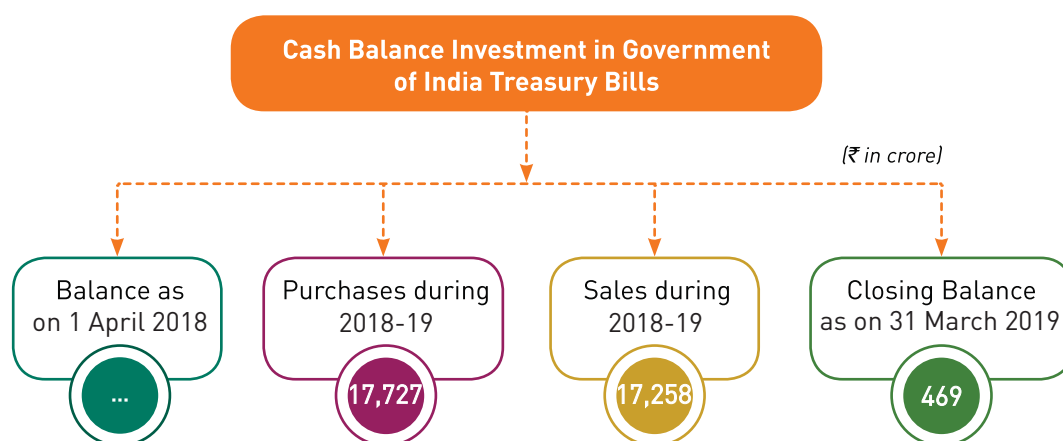 Cash Balance Investment in Government
of India Treasury Bills
(₹ in crore)
Balance as
on 1 April 2018
...
Purchases during
2018-19
17,727
Sales during
2018-19
17,258
Closing Balance
as on 31 March 2019
469